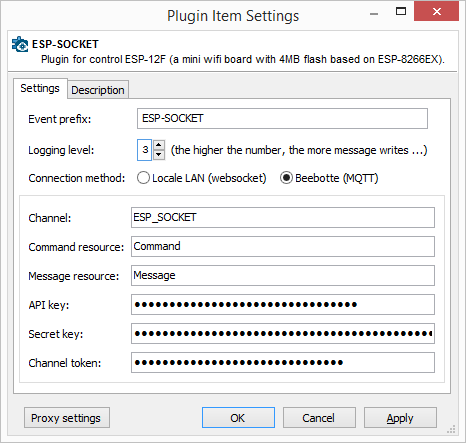 Plugin Item Settings
ESP-SOCKET
Plugin for control ESP-12F (a mini wifi board with 4MB flash based on ESP-8266EX).
Settings Description
Event prefix: ESP-SOCKET
Logging level: 3 (the higher the number, the more message writes ...)
Connection method: Locale LAN (websocket) Beebotte (MQTT)
Channel: ESP_SOCKET
Command resource: Command
Message resource: Message
API key:
Secret key:
Channel token:
Proxy settings OK Cancel Apply